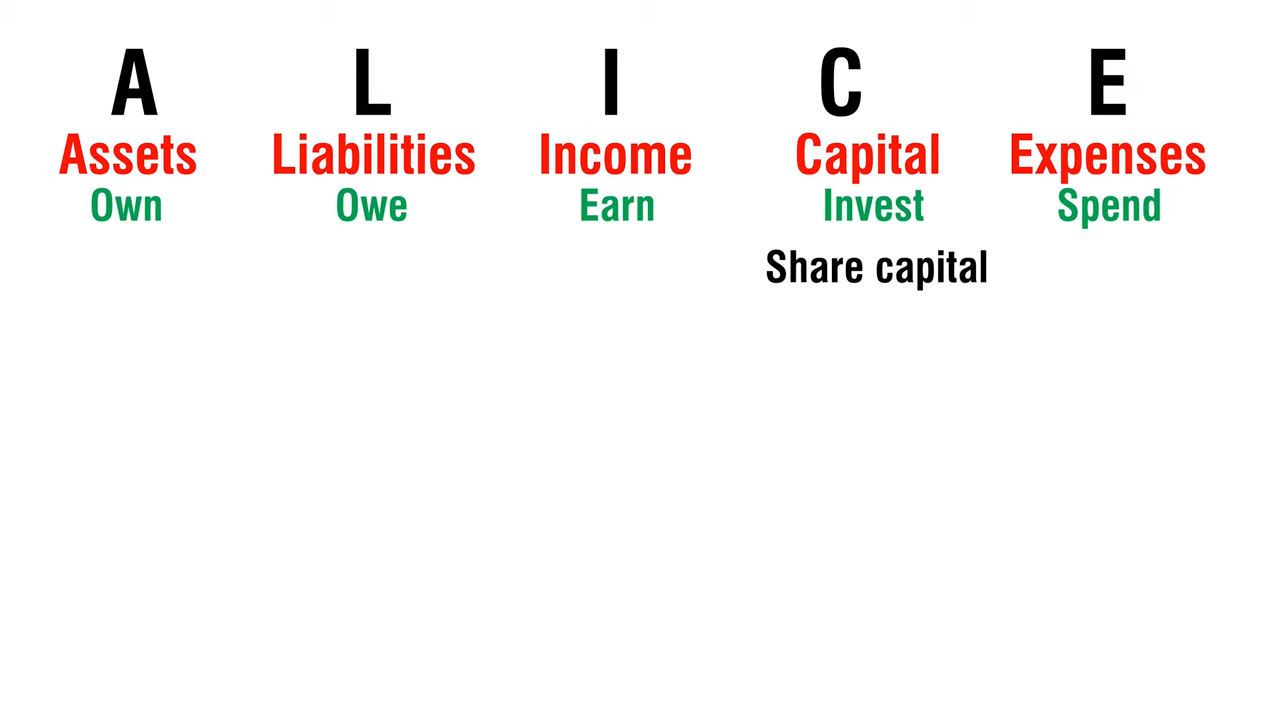 A L I C E
Assets Liabilities Income Capital Expenses
Own Owe Earn Invest Spend
Share capital